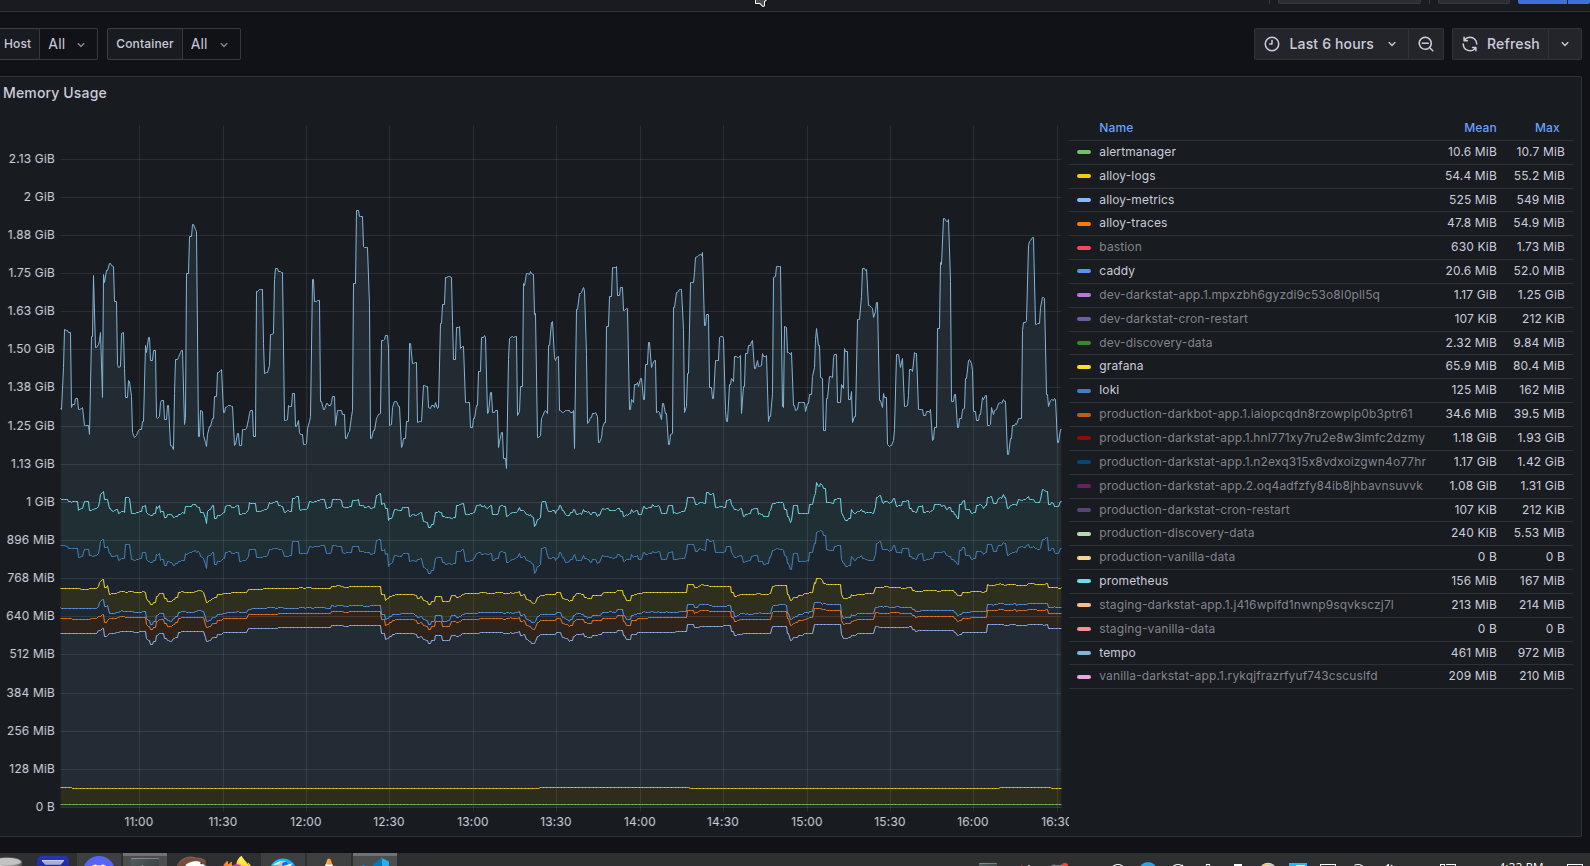 Host All Container All Last 6 hours Refresh
Memory Usage
Name Mean Max
2.13 GiB
2 GiB
1.88 GiB
1.75 GiB
1.63 GiB
1.50 GiB
1.38 GiB
1.25 GiB
1.13 GiB
1 GiB
896 MiB
768 MiB
640 MiB
512 MiB
384 MiB
256 MiB
128 MiB
0 B
11:00 11:30 12:00 12:30 13:00 13:30 14:00 14:30 15:00 15:30 16:00 16:30
alertmanager 10.6 MiB 10.7 MiB
alloy-logs 54.4 MiB 55.2 MiB
alloy-metrics 525 MiB 549 MiB
alloy-traces 47.8 MiB 54.9 MiB
bastion 630 KiB 1.73 MiB
caddy 20.6 MiB 52.0 MiB
dev-darkstat-app.1.mpxzbh6gyzdi9c53o8l0pll5q 1.17 GiB 1.25 GiB
dev-darkstat-cron-restart 107 KiB 212 KiB
dev-discovery-data 2.32 MiB 9.84 MiB
grafana 65.9 MiB 80.4 MiB
loki 125 MiB 162 MiB
production-darkbot-app.1.iaiopcqdn8rzowplp0b3ptr61 34.6 MiB 39.5 MiB
production-darkstat-app.1.hnl771xy7ru2e8w3imfc2dzmy 1.18 GiB 1.93 GiB
production-darkstat-app.1.n2exq315x8vdxoizgwn4o77hr 1.17 GiB 1.42 GiB
production-darkstat-app.2.oq4adfzfy84ib8jhbavnsuvvk 1.08 GiB 1.31 GiB
production-darkstat-cron-restart 107 KiB 212 KiB
production-discovery-data 240 KiB 5.53 MiB
production-vanilla-data 0 B 0 B
prometheus 156 MiB 167 MiB
staging-darkstat-app.1.j416wpifd1nwnp9sqvksczj7l 213 MiB 214 MiB
staging-vanilla-data 0 B 0 B
tempo 461 MiB 972 MiB
vanilla-darkstat-app.1.rykqjfrazrfyuf743cscuslfd 209 MiB 210 MiB